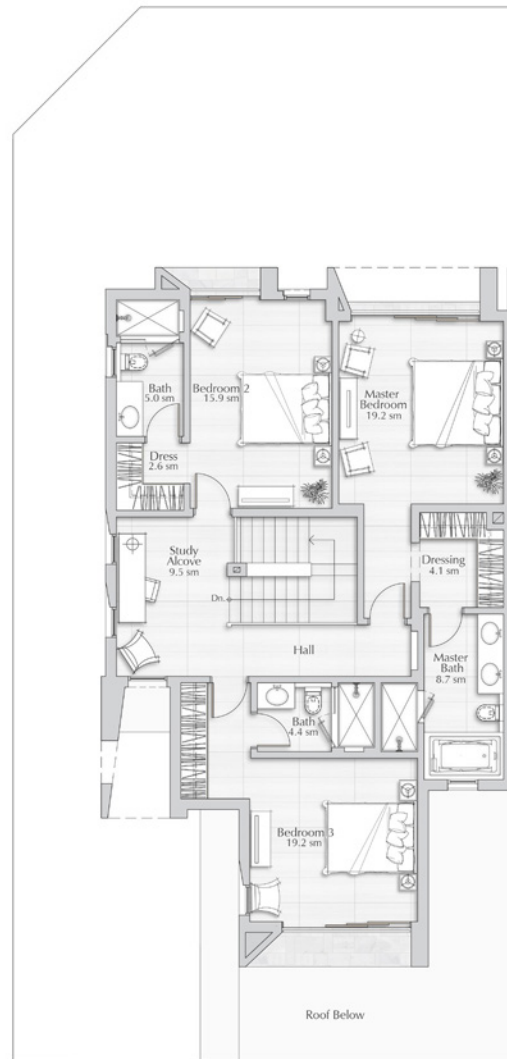 Bath
5.0 sm
Bedroom 2
15.9 sm
Master
Bedroom
19.2 sm
Dress
2.6 sm
Study
Alcove
9.5 sm
Dn.
Dressing
4.1 sm
Hall
Master
Bath
8.7 sm
Bath
4.4 sm
Bedroom 3
19.2 sm
Roof Below